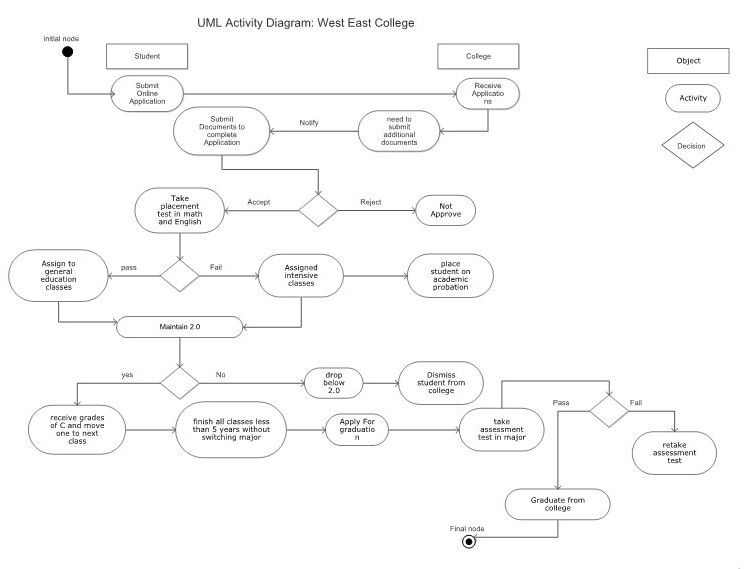 UML Activity Diagram: West East College
Initial node
Student
College
Object
Submit
Online
Application
Receive
Applicatio
ns
Activity
Submit
Documents to
complete
Application
Notify
need to
submit
additional
documents
Decision
Take
placement
test in math
and English
Accept
Reject
Not
Approve
Assign to
general
education
classes
pass
Fail
Assigned
intensive
classes
place
student on
academic
probation
Maintain 2.0
yes
No
drop
below
2.0
Dismiss
student from
college
receive grades
of C and move
one to next
class
finish all classes less
than 5 years without
switching major
Apply For
graduatio
n
take
assessment
test in major
Pass
Fail
retake
assessment
test
Graduate from
college
Final node